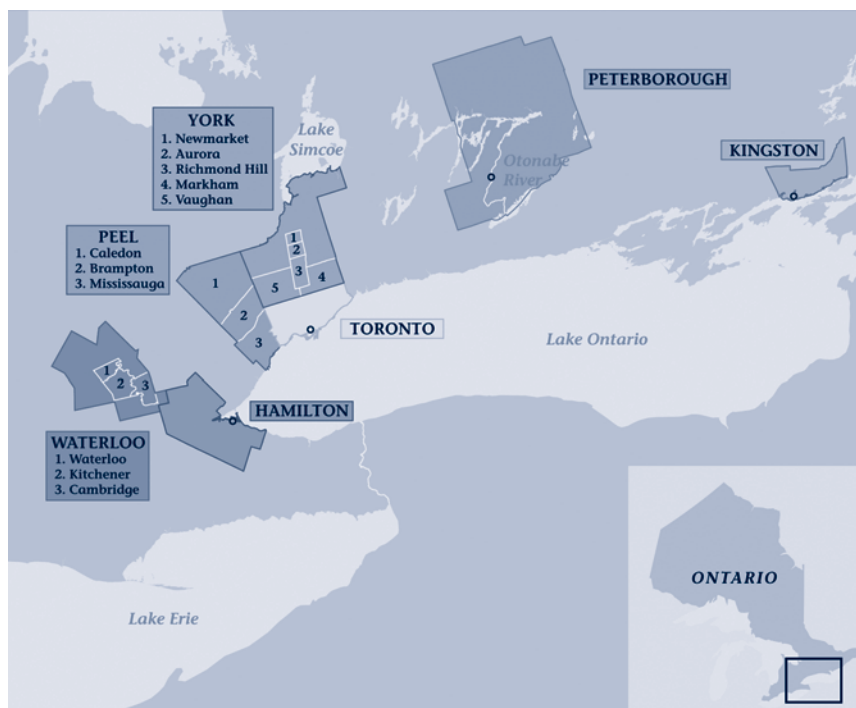 PETERBOROUGH
YORK
1. Newmarket
2. Aurora
3. Richmond Hill
4. Markham
5. Vaughan
Lake
Simcoe
KINGSTON
Otonabe
River
PEEL
1. Caledon
2. Brampton
3. Mississauga
1
2
3
4
5
1
2
3
TORONTO
Lake Ontario
1
2
3
HAMILTON
WATERLOO
1. Waterloo
2. Kitchener
3. Cambridge
ONTARIO
Lake Erie